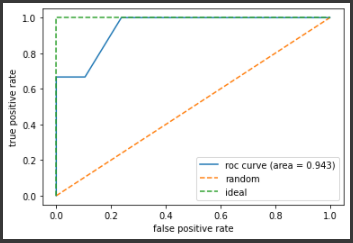 1.0
0.8
0.6
0.4
0.2
0.0
true positive rate
roc curve (area = 0.943)
random
ideal
0.0 0.2 0.4 0.6 0.8 1.0
false positive rate